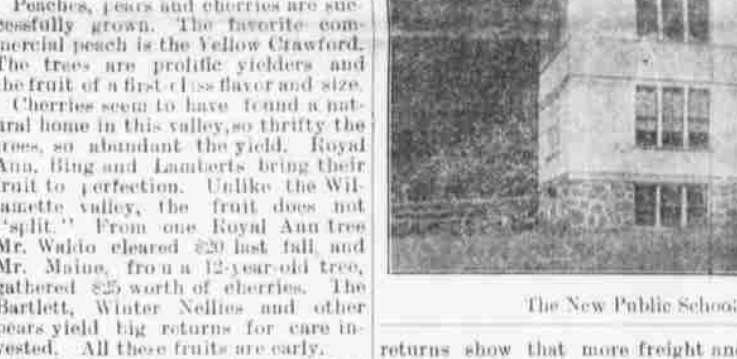 Peaches, pears and cherries are suc-
cessfully grown. The favorite com-
mercial peach is the Yellow Crawford.
The trees are prolific yielders and
the fruit of a first class flavor and size.
Cherries seem to have found a nat-
ural home in this valley, so thrifty the
trees, so abundant the yield. Royal
Ann, Bing and Lamberts bring their
fruit to perfection. Unlike the Wil-
lamette valley, the fruit does not
"split." From one Royal Ann tree
Mr. Waldo cleared $20 last fall, and
Mr. Maine, from a 12-year-old tree,
gathered $25 worth of cherries. The
Bartlett, Winter Nellies and other
pears yield big returns for care in-
vested. All these fruits are early.
The New Public School
returns show that more freight and